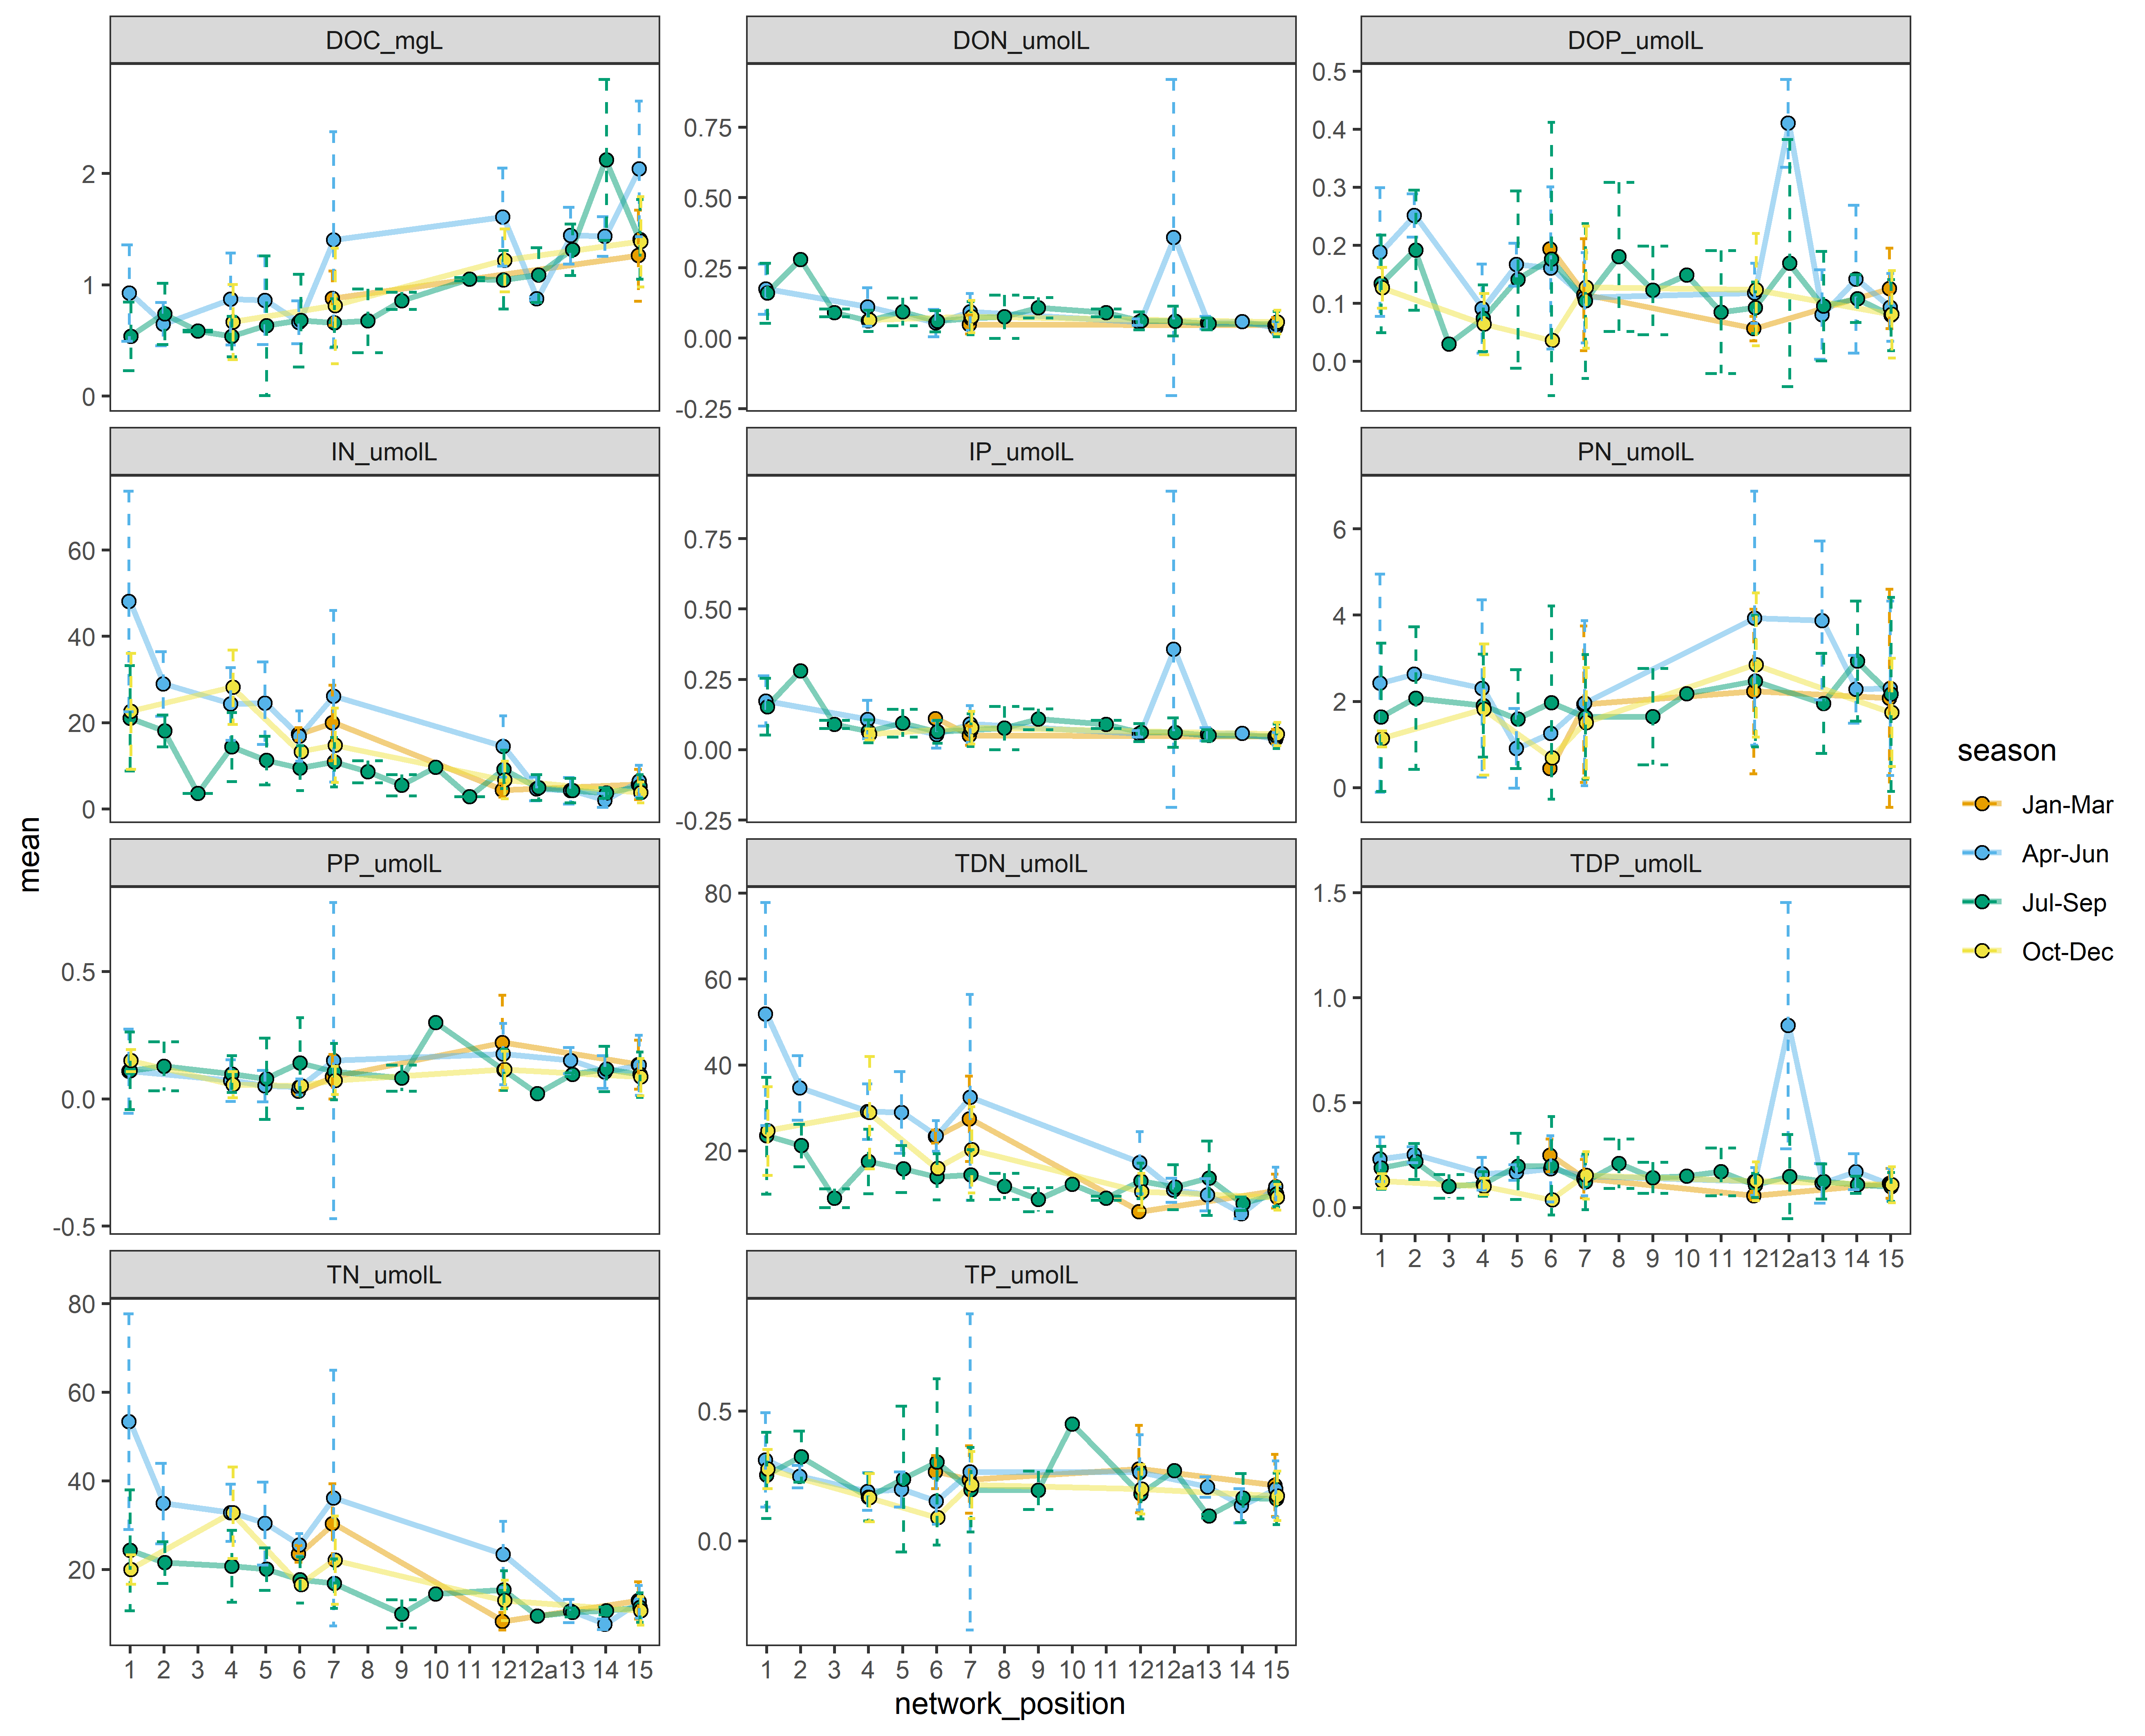 DOC_mgL
DON_umolL
DOP_umolL
2
1
0
0.75
0.50
0.25
0.00
-0.25
0.5
0.4
0.3
0.2
0.1
0.0
IN_umolL
IP_umolL
PN_umolL
60
40
20
0
0.75
0.50
0.25
0.00
-0.25
6
4
2
0
mean
PP_umolL
TDN_umolL
TDP_umolL
0.5
0.0
-0.5
80
60
40
20
1.5
1.0
0.5
0.0
1 2 3 4 5 6 7 8 9 10 11 12 12a 13 14 15
TN_umolL
TP_umolL
80
60
40
20
0.5
0.0
1 2 3 4 5 6 7 8 9 10 11 12 12a 13 14 15
1 2 3 4 5 6 7 8 9 10 11 12 12a 13 14 15
network_position
season
Jan-Mar
Apr-Jun
Jul-Sep
Oct-Dec